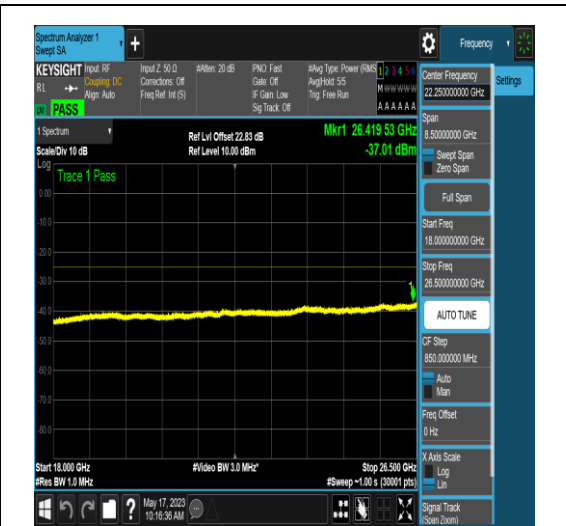 Spectrum Analyzer 1
Swept SA
+
Frequency
KEYSIGHT
RL
PASS
Input: RF
Coupling: DC
Align: Auto
Input Z: 50 Ω
Corrections: Off
Freq Ref: Int (S)
#Atten: 20 dB
PNO: Fast
Gate: Off
IF Gain: Low
Sig Track: Off
#Avg Type: Power (RMS
Avg|Hold: 5/5
Trig: Free Run
1 2 3 4 5 6
M W W W W W
A A A A A A
1 Spectrum
Scale/Div 10 dB
Ref Lvl Offset 22.83 dB
Ref Level 10.00 dBm
Mkr1 26.419 53 GHz
-37.01 dBm
Log
Trace 1 Pass
0.00
-10.0
-20.0
-30.0
-40.0
-50.0
-60.0
-70.0
-80.0
1
Start 18.000 GHz
#Res BW 1.0 MHz
#Video BW 3.0 MHz*
Stop 26.500 GHz
#Sweep ~1.00 s (30001 pts)
May 17, 2023
10:16:36 AM
Center Frequency
22.250000000 GHz
Settings
Span
8.50000000 GHz
Swept Span
Zero Span
Full Span
Start Freq
18.000000000 GHz
Stop Freq
26.500000000 GHz
AUTO TUNE
CF Step
850.000000 MHz
Auto
Man
Freq Offset
0 Hz
X Axis Scale
Log
Lin
Signal Track
(Span Zoom)